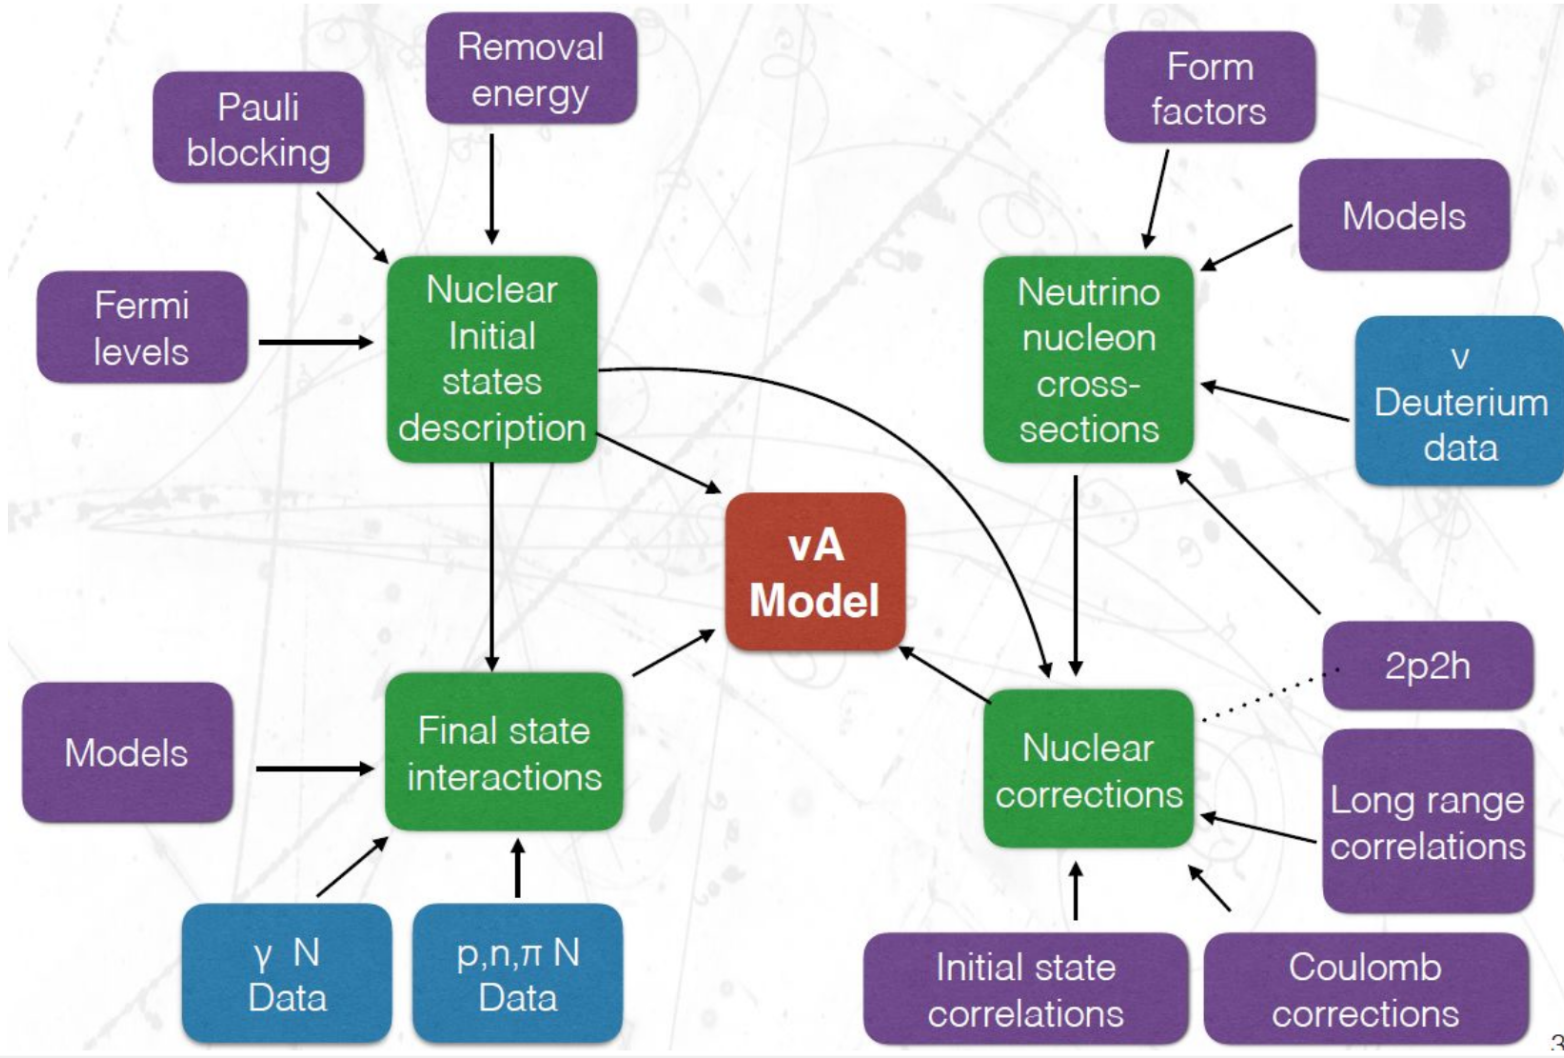 Removal
energy
Pauli
blocking
Form
factors
Models
Fermi
levels
Nuclear
Initial
states
description
Neutrino
nucleon
cross-
sections
ν
Deuterium
data
νA
Model
2p2h
Models
Final state
interactions
Nuclear
corrections
Long range
correlations
γ N
Data
p,n,π N
Data
Initial state
correlations
Coulomb
corrections
3